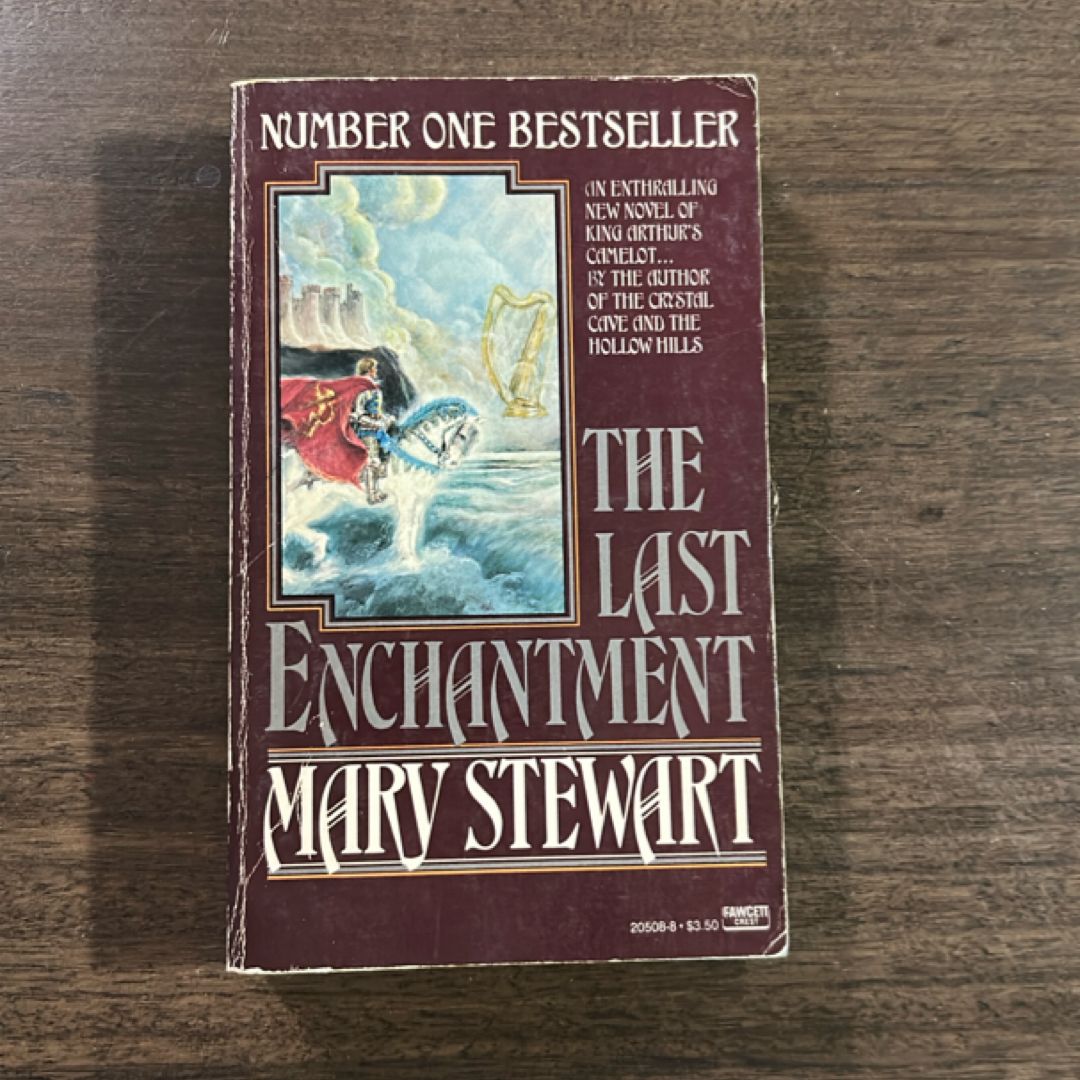 NUMBER ONE BESTSELLER
AN ENTHRALLING
NEW NOVEL OF
KING ARTHUR'S
CAMELOT...
BY THE AUTHOR
OF THE CRYSTAL
CAVE AND THE
HOLLOW HILLS
THE
LAST
ENCHANTMENT
MARY STEWART
20508-8 • $3.50
FAWCETT
CREST